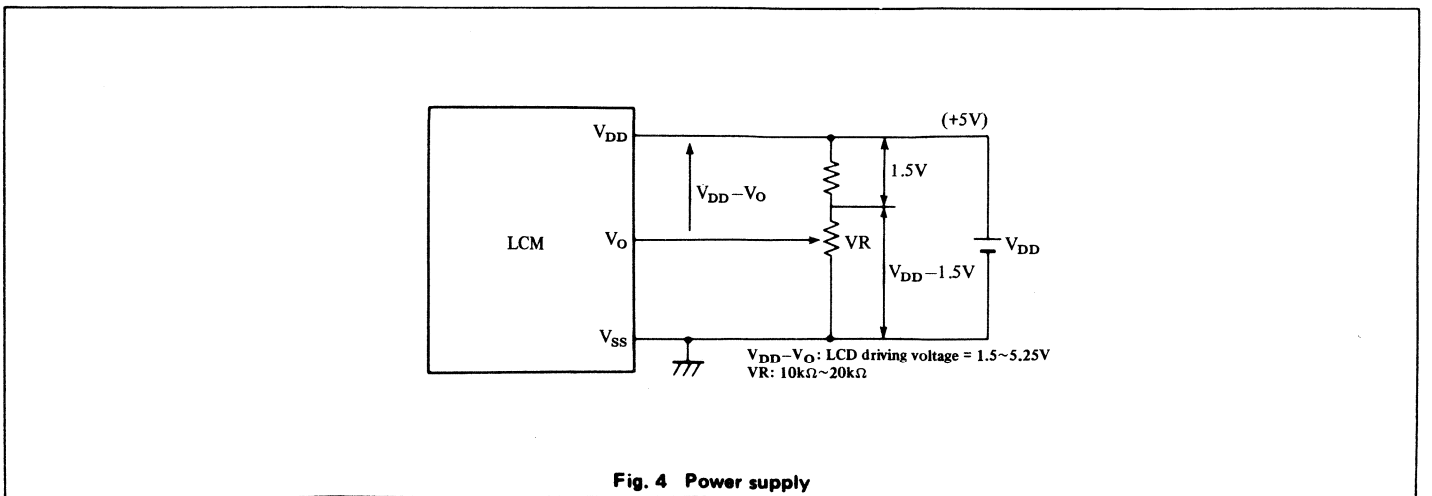 (+5V)
V_DD
1.5V
V_DD−V_O
LCM
V_O
VR
V_DD
V_DD−1.5V
V_SS
V_DD−V_O: LCD driving voltage = 1.5~5.25V
VR: 10kΩ~20kΩ
Fig. 4 Power supply